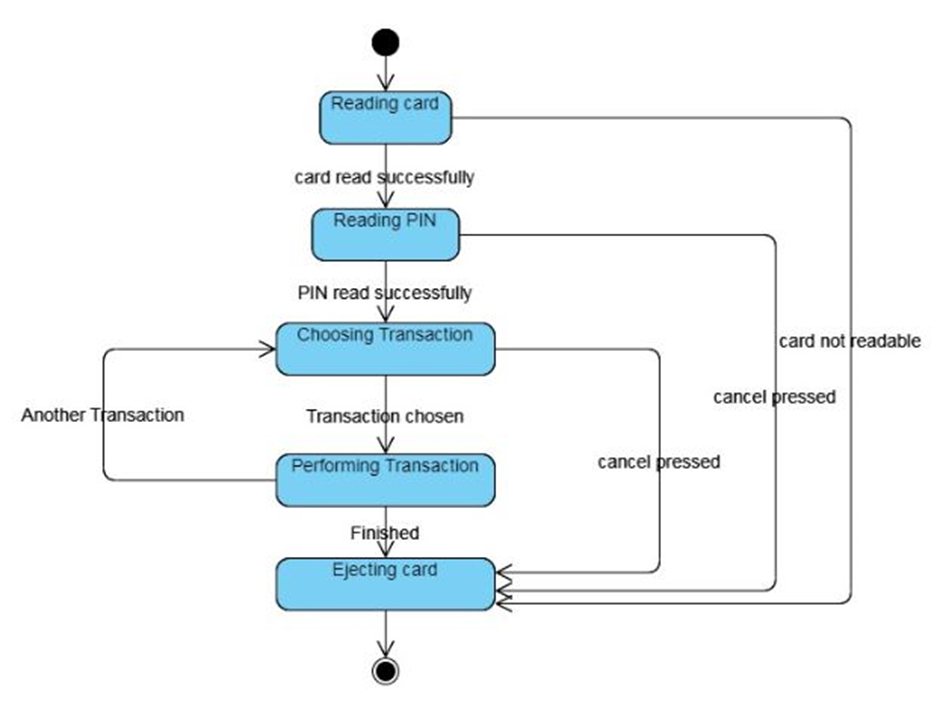 Reading card
card read successfully
Reading PIN
PIN read successfully
Choosing Transaction
card not readable
cancel pressed
Another Transaction
Transaction chosen
cancel pressed
Performing Transaction
Finished
Ejecting card